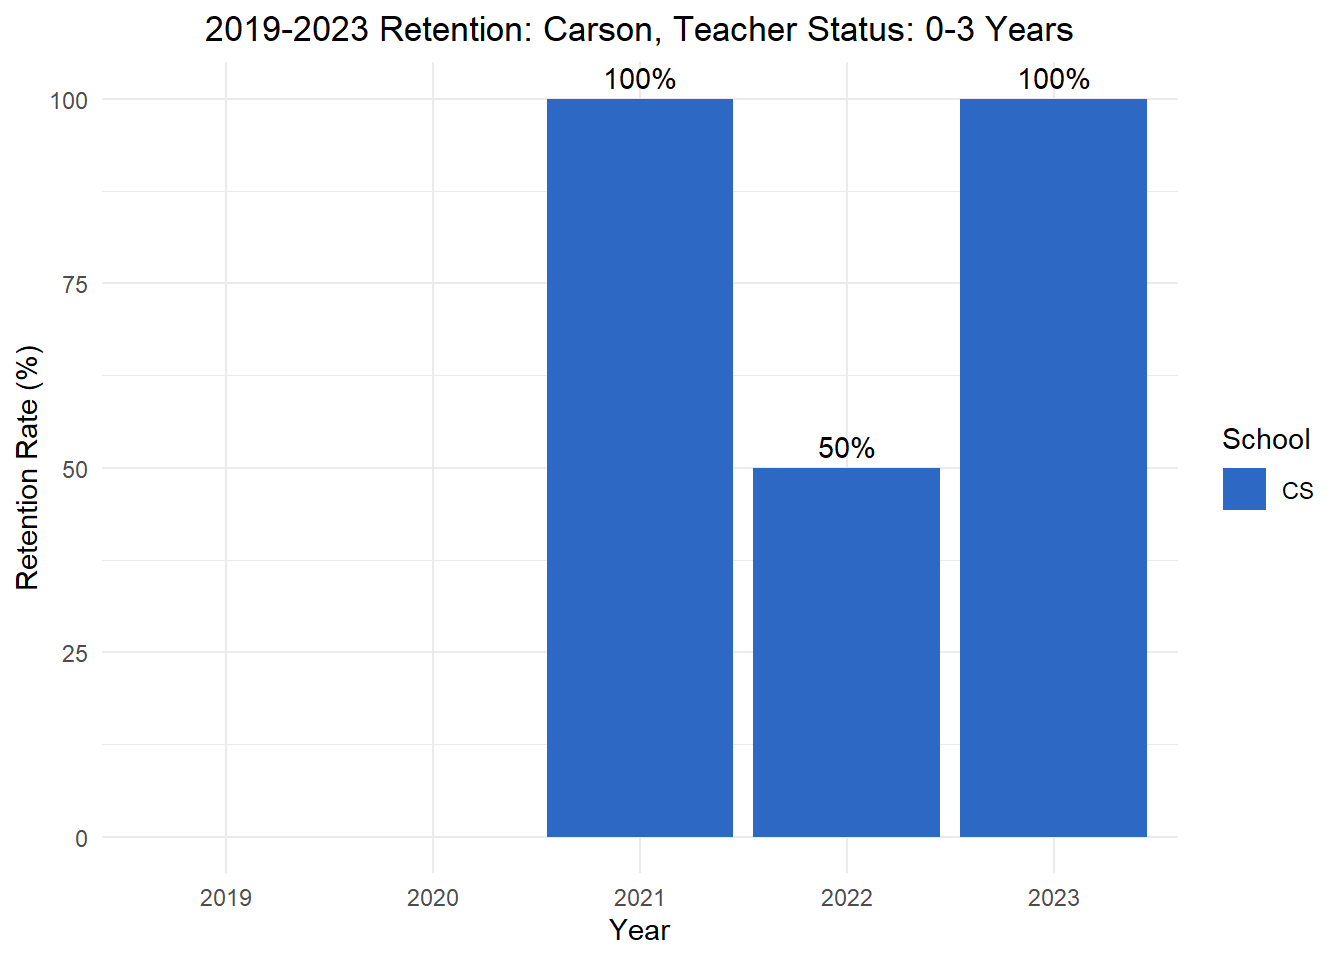 2019-2023 Retention: Carson, Teacher Status: 0-3 Years
100%
100%
100
75
Retention Rate (%)
50%
50
School
CS
25
0
2019
2020
2021
2022
2023
Year